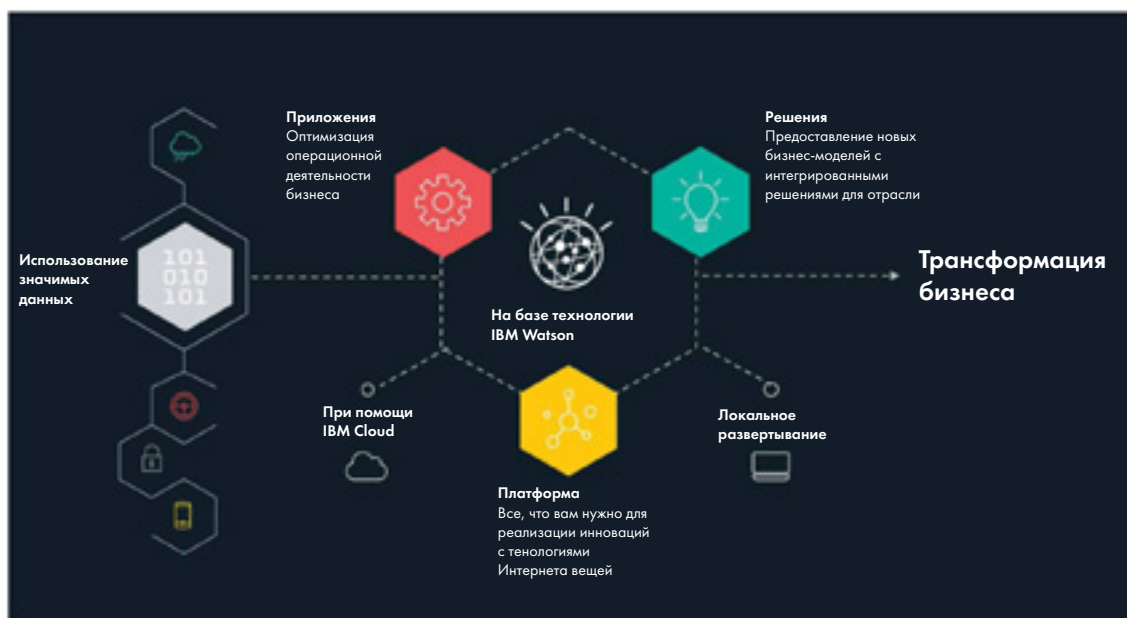 Приложения
Оптимизация
операционной
деятельности
бизнеса
Решения
Предоставление новых
бизнес-моделей с
интегрированными
решениями для отрасли
Использование
значимых
данных
101
010
101
Трансформация
бизнеса
На базе технологии
IBM Watson
При помощи
IBM Cloud
Локальное
развертывание
Платформа
Все, что вам нужно для
реализации инноваций
с тенологиями
Интернета вещей